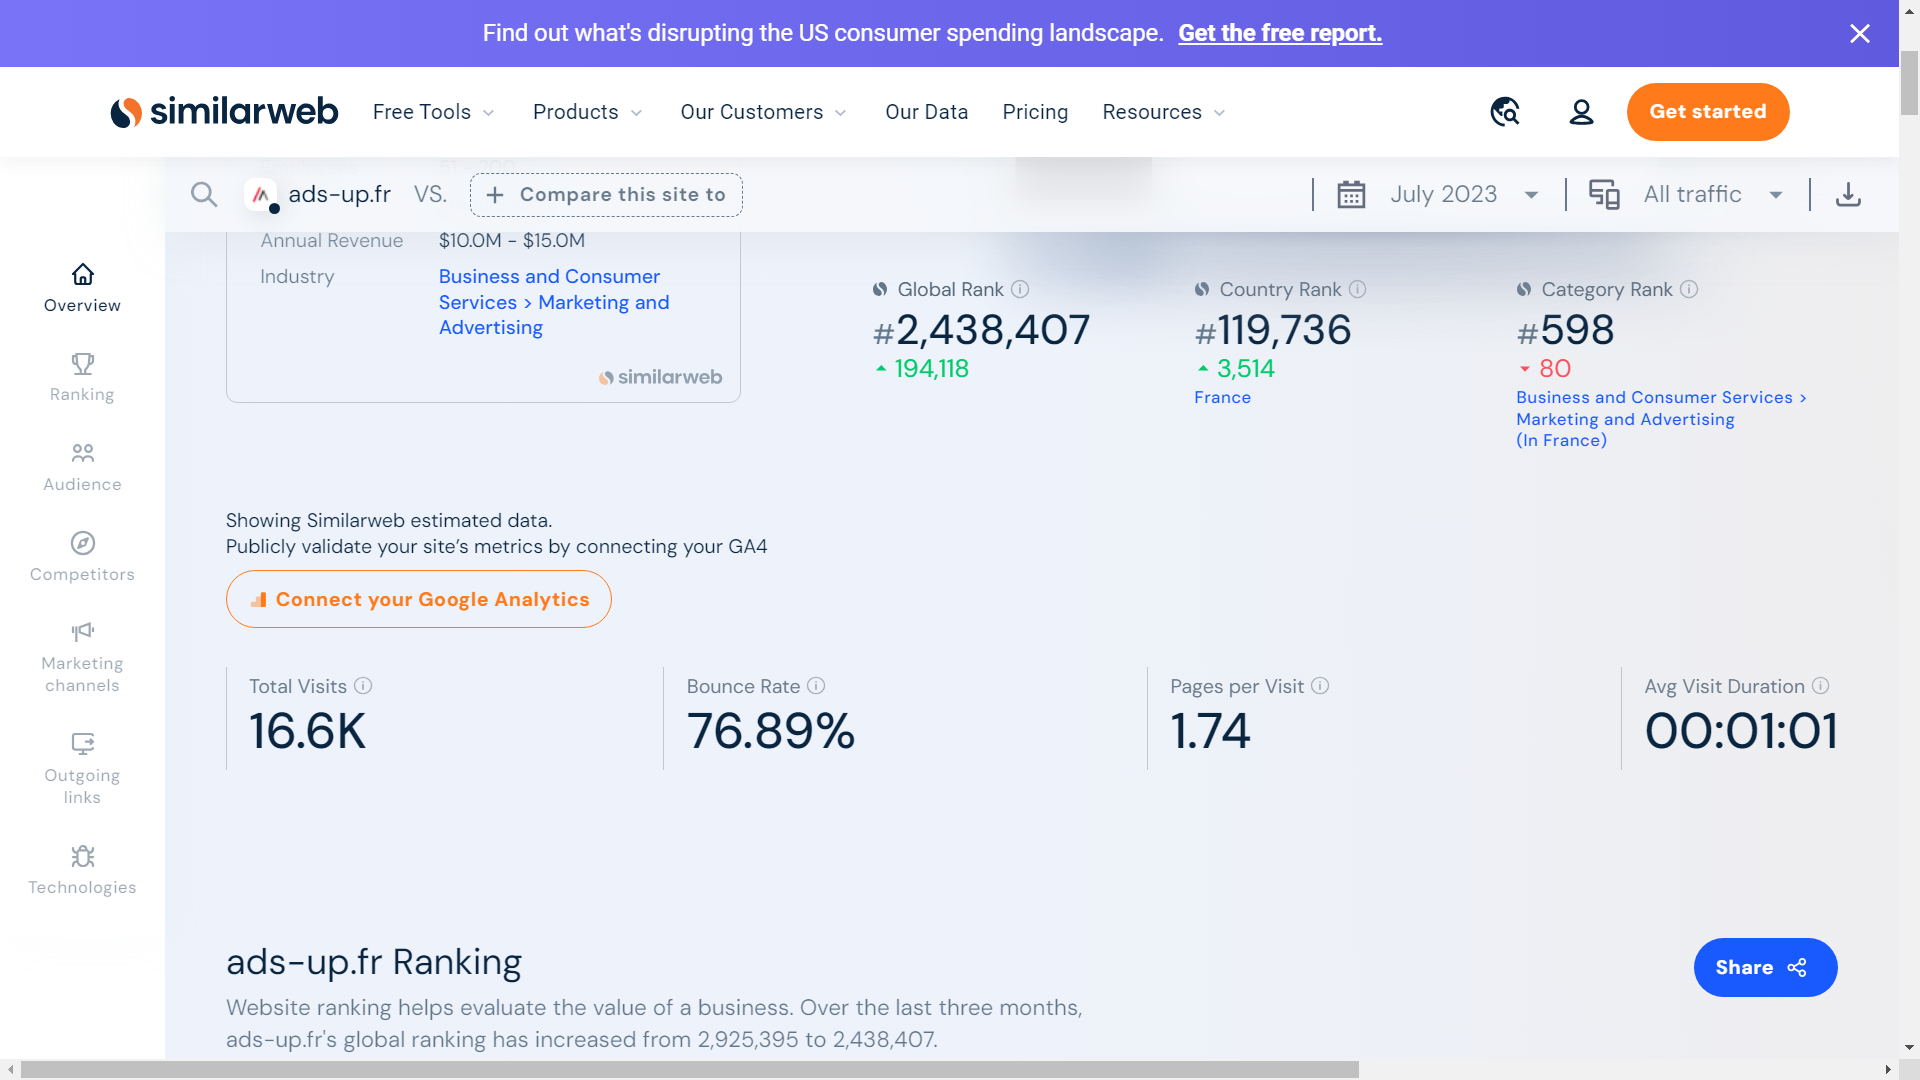 Find out what's disrupting the US consumer spending landscape. Get the free report.
similarweb Free Tools Products Our Customers Our Data Pricing Resources Get started
ads-up.fr VS. + Compare this site to July 2023 All traffic
Annual Revenue $10.0M - $15.0M
Industry Business and Consumer
Services > Marketing and
Advertising
similarweb
Global Rank
#2,438,407
194,118
Country Rank
#119,736
3,514
France
Category Rank
#598
80
Business and Consumer Services >
Marketing and Advertising
(In France)
Overview
Ranking
Audience
Competitors
Marketing
channels
Outgoing
links
Technologies
Showing Similarweb estimated data.
Publicly validate your site’s metrics by connecting your GA4
Connect your Google Analytics
Total Visits
16.6K
Bounce Rate
76.89%
Pages per Visit
1.74
Avg Visit Duration
00:01:01
ads-up.fr Ranking
Share
Website ranking helps evaluate the value of a business. Over the last three months,
ads-up.fr's global ranking has increased from 2,925,395 to 2,438,407.